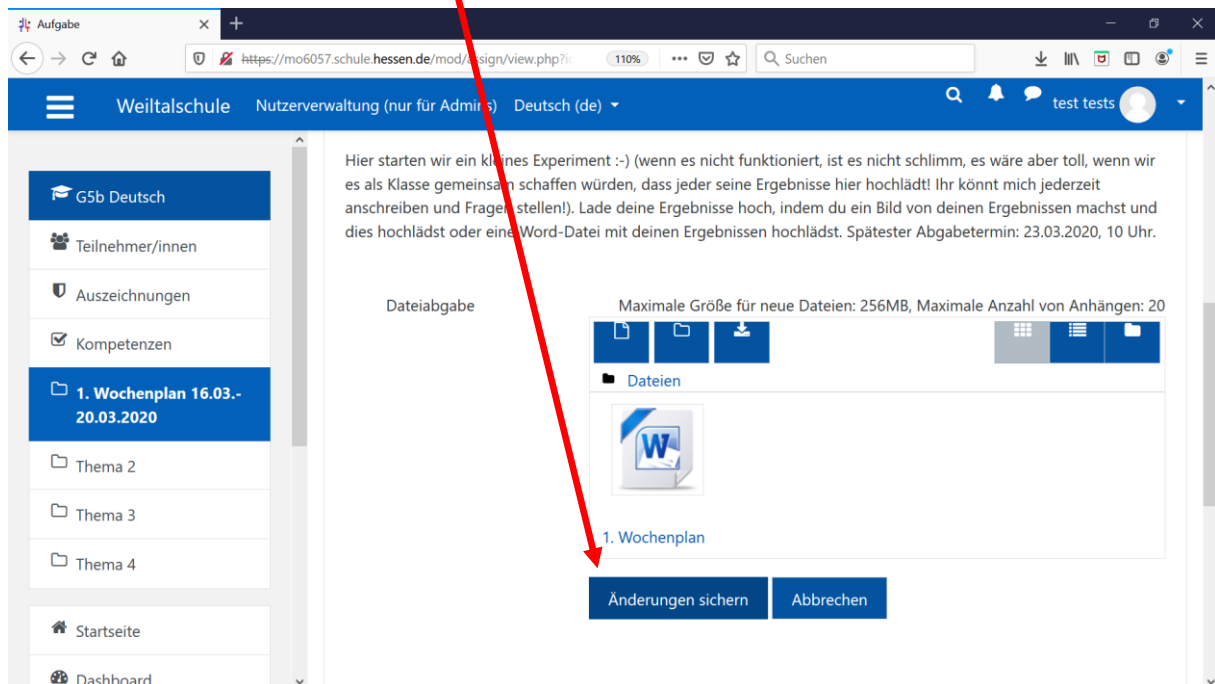 Aufgabe
https://mo6057.schule.hessen.de/mod/assign/view.php?i
110%
Suchen
Weiltalschule Nutzerverwaltung (nur für Admins) Deutsch (de)
test tests
Hier starten wir ein kleines Experiment :-) (wenn es nicht funktioniert, ist es nicht schlimm, es wäre aber toll, wenn wir
es als Klasse gemeinsam schaffen würden, dass jeder seine Ergebnisse hier hochlädt! Ihr könnt mich jederzeit
anschreiben und Fragen stellen!). Lade deine Ergebnisse hoch, indem du ein Bild von deinen Ergebnissen machst und
dies hochlädst oder eine Word-Datei mit deinen Ergebnissen hochlädst. Spätester Abgabetermin: 23.03.2020, 10 Uhr.
G5b Deutsch
Teilnehmer/innen
Auszeichnungen
Kompetenzen
1. Wochenplan 16.03.-
20.03.2020
Thema 2
Thema 3
Thema 4
Startseite
Dashboard
Dateiabgabe
Maximale Größe für neue Dateien: 256MB, Maximale Anzahl von Anhängen: 20
Dateien
W
1. Wochenplan
Änderungen sichern Abbrechen